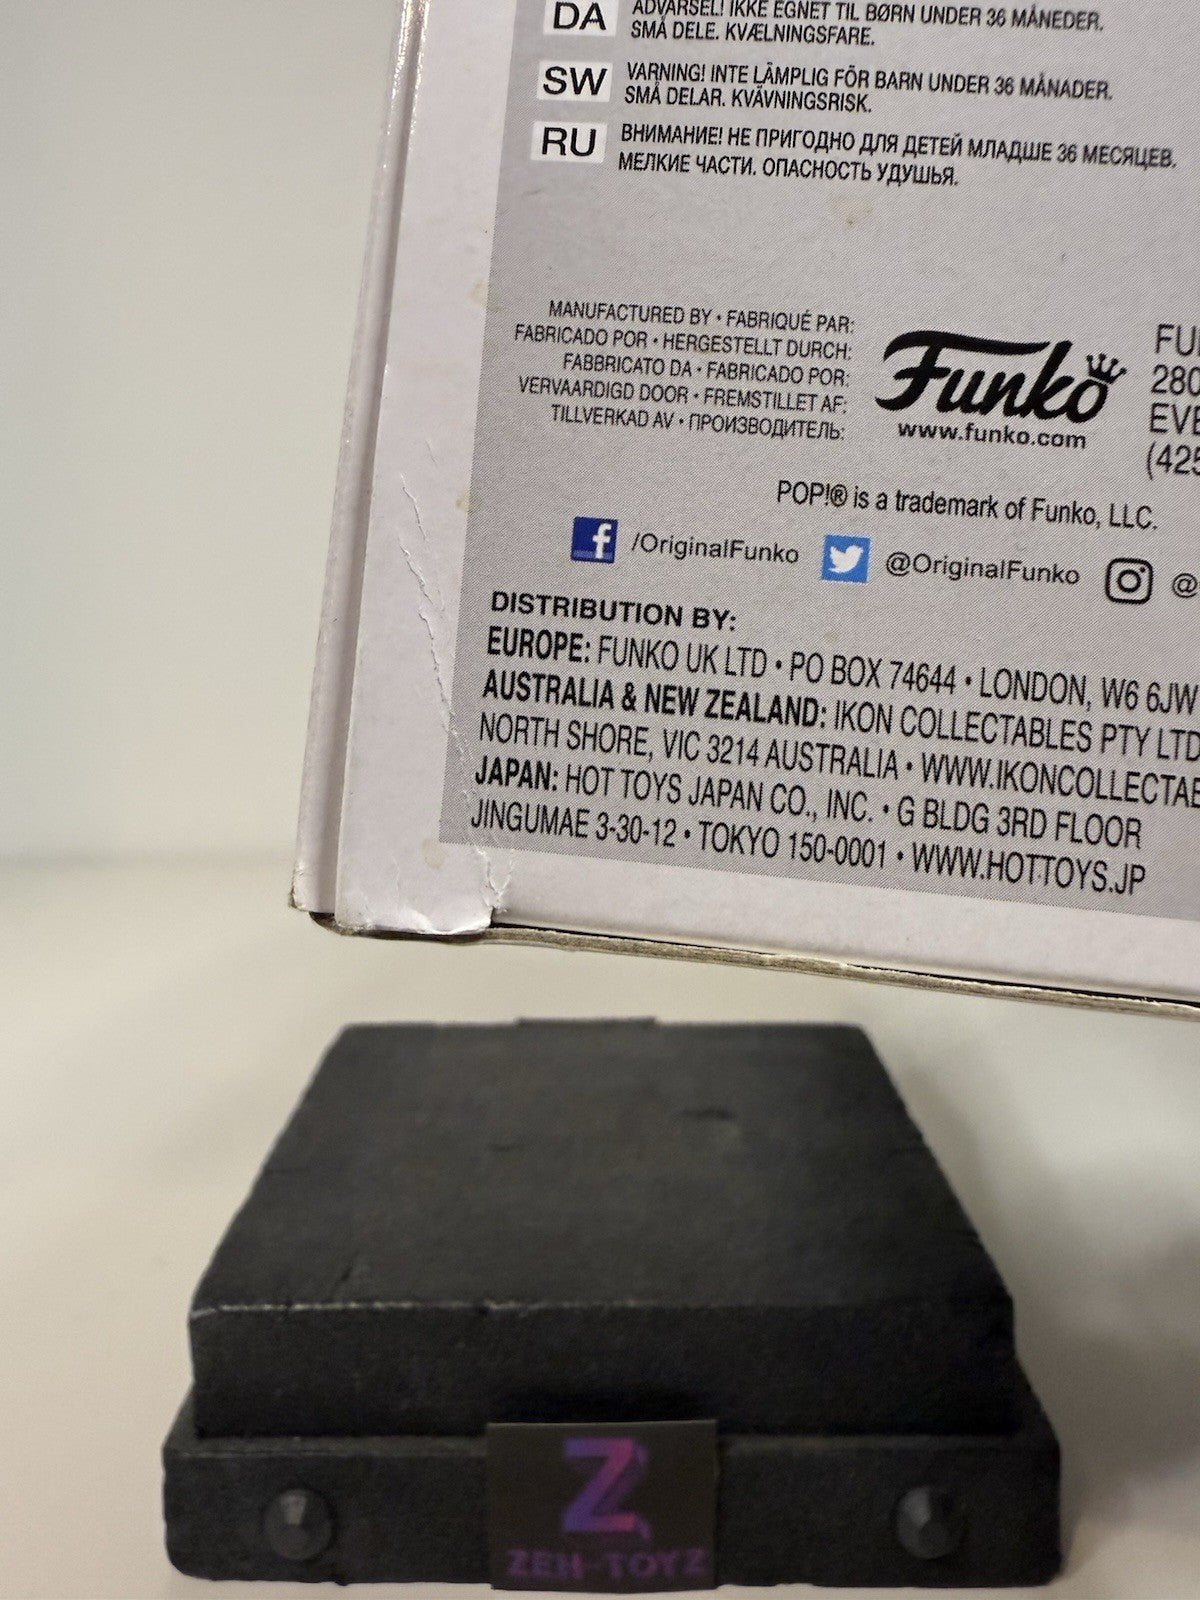 DA ADVARSEL! IKKE EGNET TIL BØRN UNDER 36 MÅNEDER.
SMÅ DELE. KVÆLNINGSFARE.
SW VARNING! INTE LÄMPLIG FÖR BARN UNDER 36 MÅNADER.
SMÅ DELAR. KVÄVNINGSRISK.
RU ВНИМАНИЕ! НЕ ПРИГОДНО ДЛЯ ДЕТЕЙ МЛАДШЕ 36 МЕСЯЦЕВ.
МЕЛКИЕ ЧАСТИ. ОПАСНОСТЬ УДУШЬЯ.
MANUFACTURED BY • FABRIQUÉ PAR:
FABRICADO POR • HERGESTELLT DURCH:
FABBRICATO DA • FABRICADO POR:
VERVAARDIGD DOOR • FREMSTILLET AF:
TILLVERKAD AV • ПРОИЗВОДИТЕЛЬ:
Funko
www.funko.com
280
EVE
(425
POP!® is a trademark of Funko, LLC.
f /OriginalFunko @OriginalFunko @
DISTRIBUTION BY:
EUROPE: FUNKO UK LTD • PO BOX 74644 • LONDON, W6 6JW
AUSTRALIA & NEW ZEALAND: IKON COLLECTABLES PTY LTD
NORTH SHORE, VIC 3214 AUSTRALIA • WWW.IKONCOLLECTAB
JAPAN: HOT TOYS JAPAN CO., INC. • G BLDG 3RD FLOOR
JINGUMAE 3-30-12 • TOKYO 150-0001 • WWW.HOTTOYS.JP
Z
ZEN-TOYZ